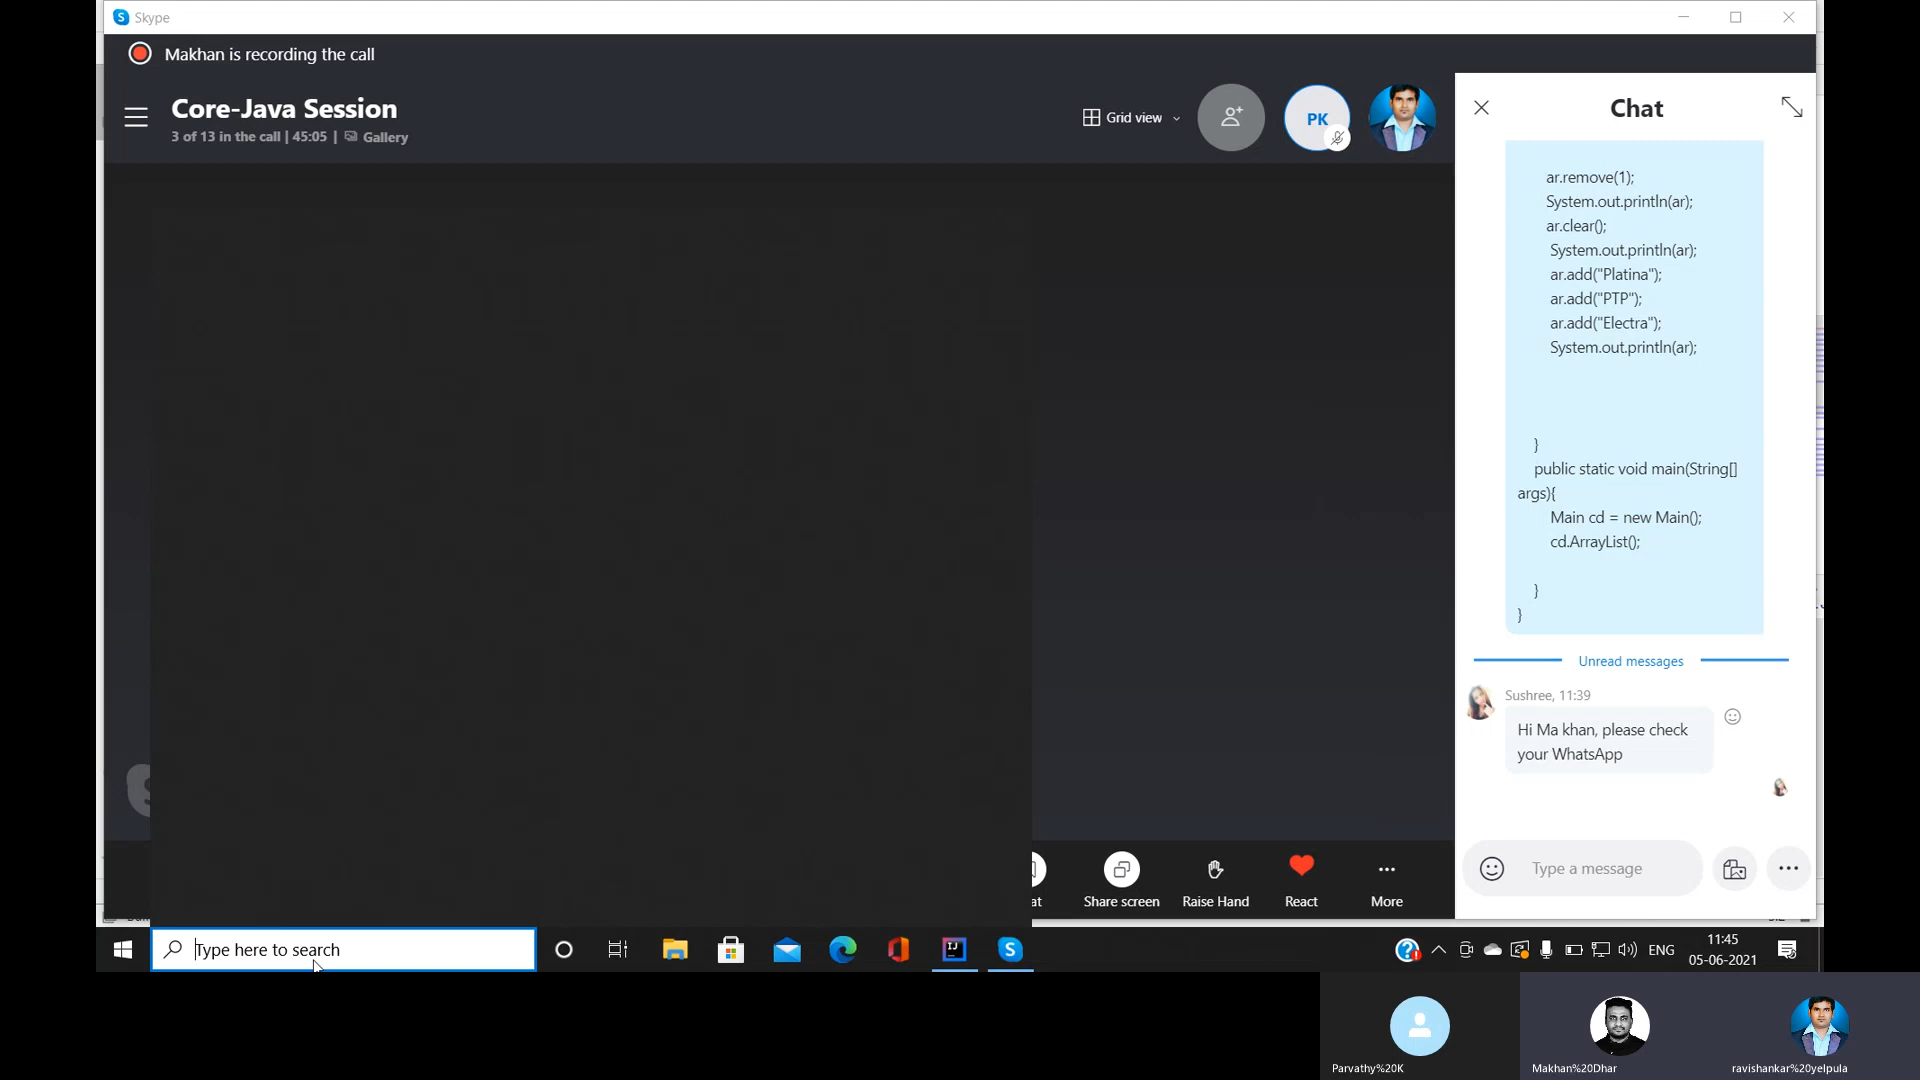 Skype
Makhan is recording the call
Core-Java Session
3 of 13 in the call | 45:05 | Gallery
Grid view
PK
Chat
ar.remove(1);
System.out.println(ar);
ar.clear();
System.out.println(ar);
ar.add("Platina");
ar.add("PTP");
ar.add("Electra");
System.out.println(ar);
}
public static void main(String[]
args){
Main cd = new Main();
cd.ArrayList();
}
}
Unread messages
Sushree, 11:39
Hi Ma khan, please check
your WhatsApp
Type a message
at
Share screen
Raise Hand
React
More
Type here to search
ENG
11:45
05-06-2021
Parvathy%20K
Makhan%20Dhar
ravishankar%20yelpula